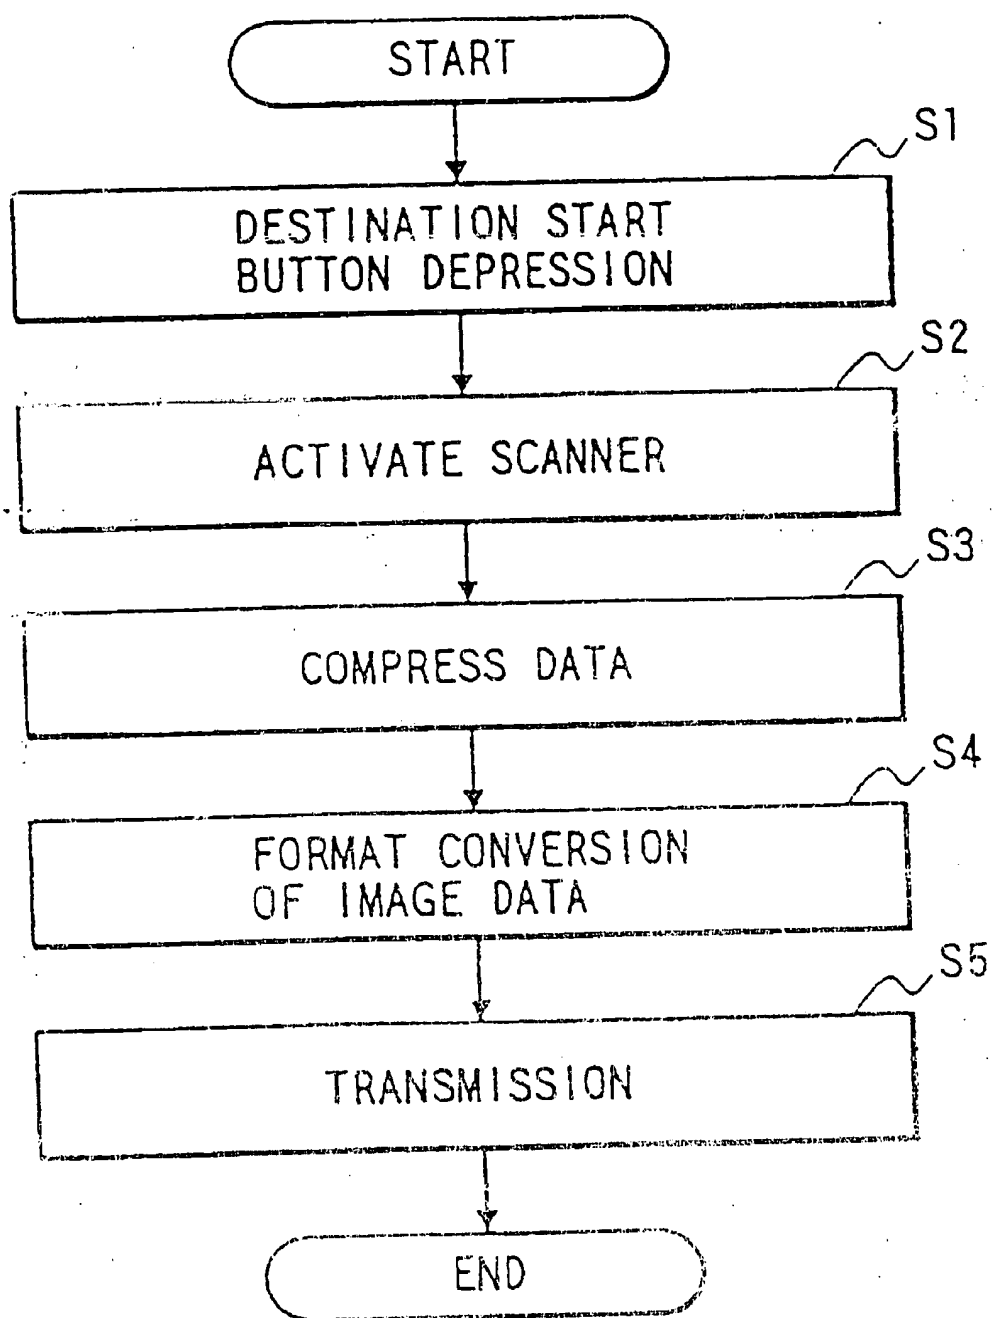 START
S1
DESTINATION START
BUTTON DEPRESSION
S2
ACTIVATE SCANNER
S3
COMPRESS DATA
S4
FORMAT CONVERSION
OF IMAGE DATA
S5
TRANSMISSION
END